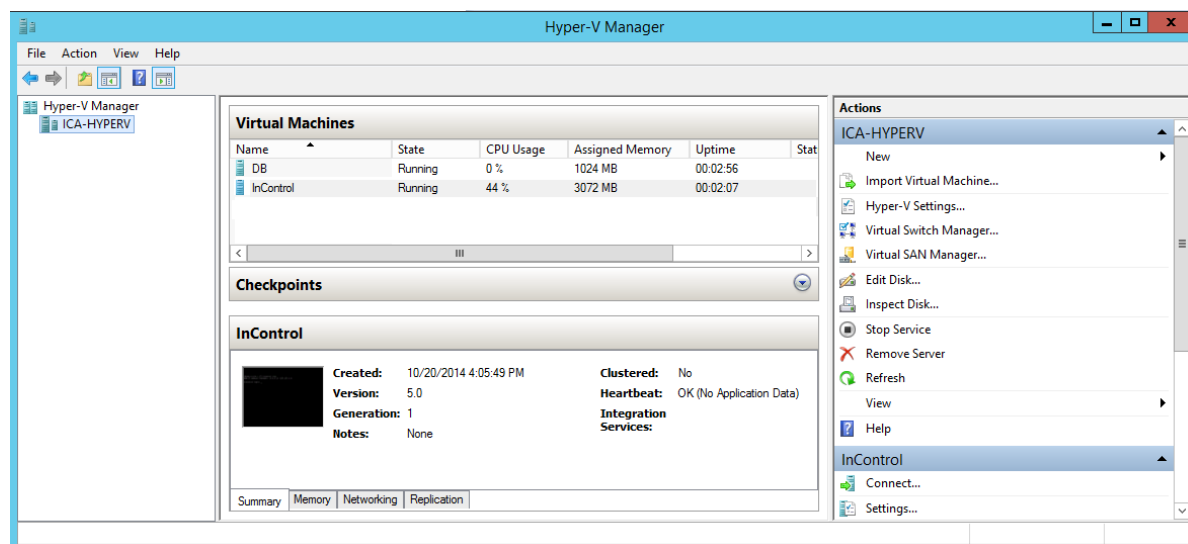 Hyper-V Manager
File Action View Help
Hyper-V Manager
ICA-HYPERV
Virtual Machines
Name State CPU Usage Assigned Memory Uptime Stat
DB Running 0 % 1024 MB 00:02:56
InControl Running 44 % 3072 MB 00:02:07
Checkpoints
InControl
Created: 10/20/2014 4:05:49 PM Clustered: No
Version: 5.0 Heartbeat: OK (No Application Data)
Generation: 1 Integration
Services:
Notes: None
Summary Memory Networking Replication
Actions
ICA-HYPERV
New
Import Virtual Machine...
Hyper-V Settings...
Virtual Switch Manager...
Virtual SAN Manager...
Edit Disk...
Inspect Disk...
Stop Service
Remove Server
Refresh
View
Help
InControl
Connect...
Settings...